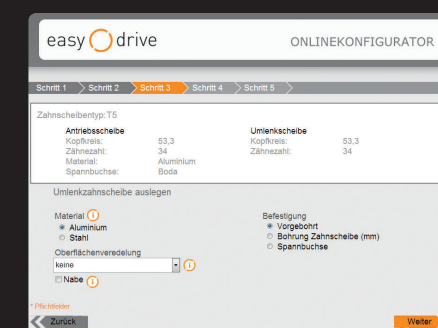 easy drive
ONLINEKONFIGURATOR
Schritt 1 Schritt 2 Schritt 3 Schritt 4 Schritt 5
Zahnscheibentyp: T5
Antriebsscheibe Umlenkscheibe
Kopfkreis: 53,3 Kopfkreis: 53,3
Zähnezahl: 34 Zähnezahl: 34
Material: Aluminium
Spannbuchse: Boda
Umlenkzahnscheibe auslegen
Material i Befestigung
Aluminium Vorgebohrt
Stahl Bohrung Zahnscheibe (mm)
Oberflächenveredelung Spannbuchse
keine i
Nabe i
* Pflichtfelder
Zurück Weiter